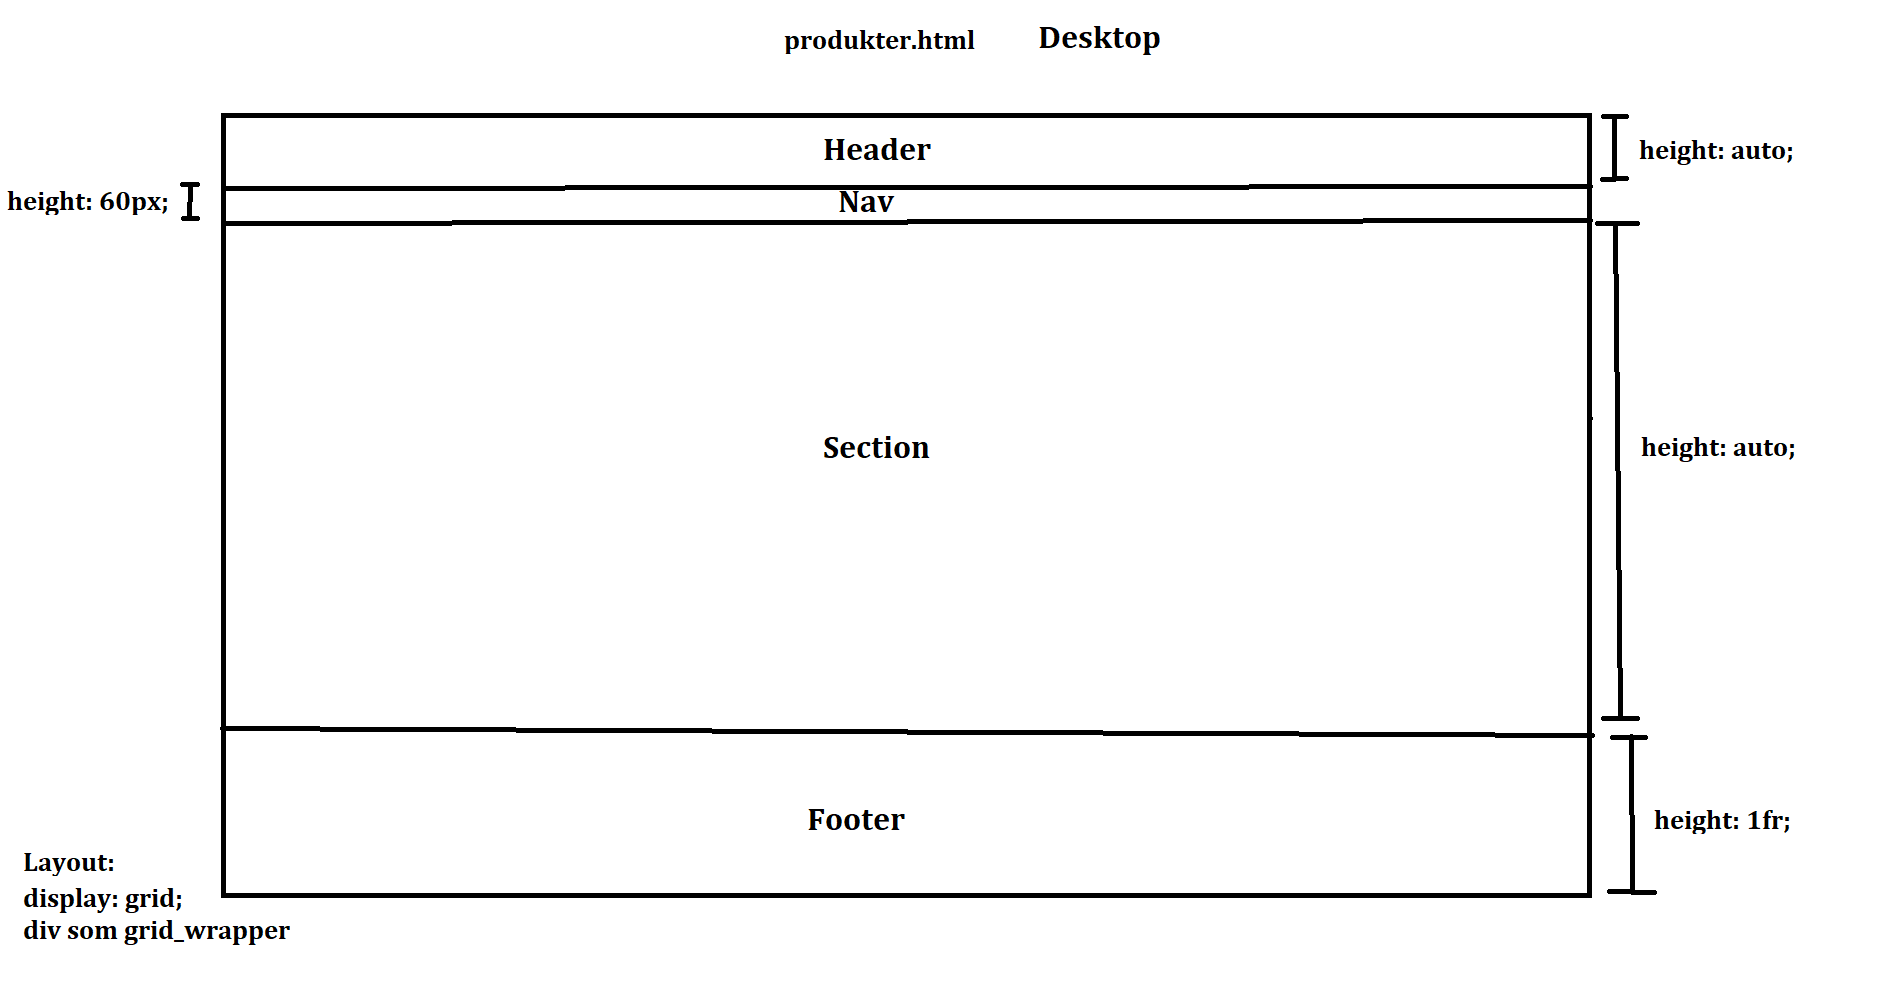 produkter.html Desktop
Header
height: auto;
height: 60px;
Nav
Section
height: auto;
Footer
height: 1fr;
Layout:
display: grid;
div som grid_wrapper